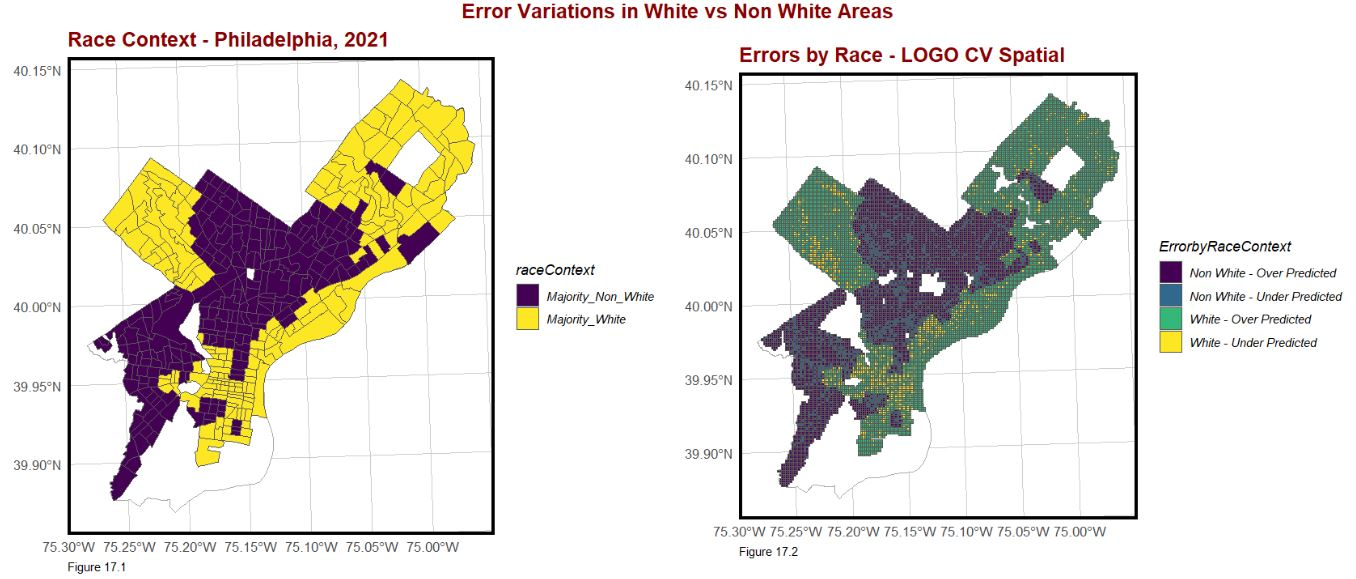 Error Variations in White vs Non White Areas
Race Context - Philadelphia, 2021
40.15°N
40.10°N
40.05°N
40.00°N
39.95°N
39.90°N
75.30°W 75.25°W 75.20°W 75.15°W 75.10°W 75.05°W 75.00°W
Figure 17.1
raceContext
Majority_Non_White
Majority_White
Errors by Race - LOGO CV Spatial
40.15°N
40.10°N
40.05°N
40.00°N
39.95°N
39.90°N
75.30°W 75.25°W 75.20°W 75.15°W 75.10°W 75.05°W 75.00°W
Figure 17.2
ErrorbyRaceContext
Non White - Over Predicted
Non White - Under Predicted
White - Over Predicted
White - Under Predicted